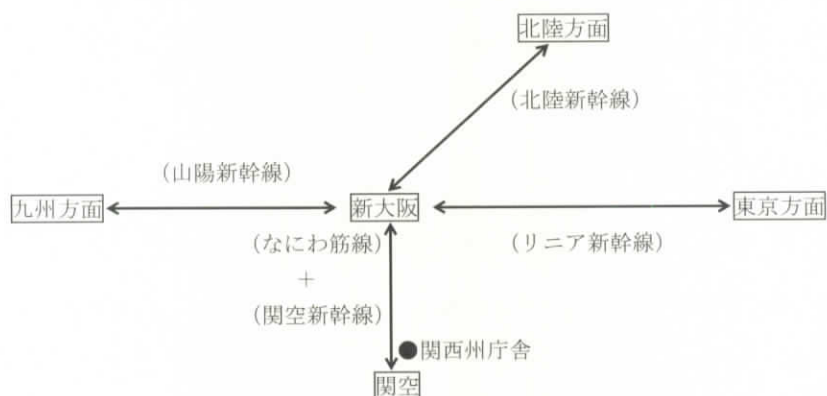 北陸方面
(北陸新幹線)
(山陽新幹線)
九州方面
新大阪
東京方面
(なにわ筋線)
(リニア新幹線)
+
(関空新幹線)
●関西州庁舎
関空